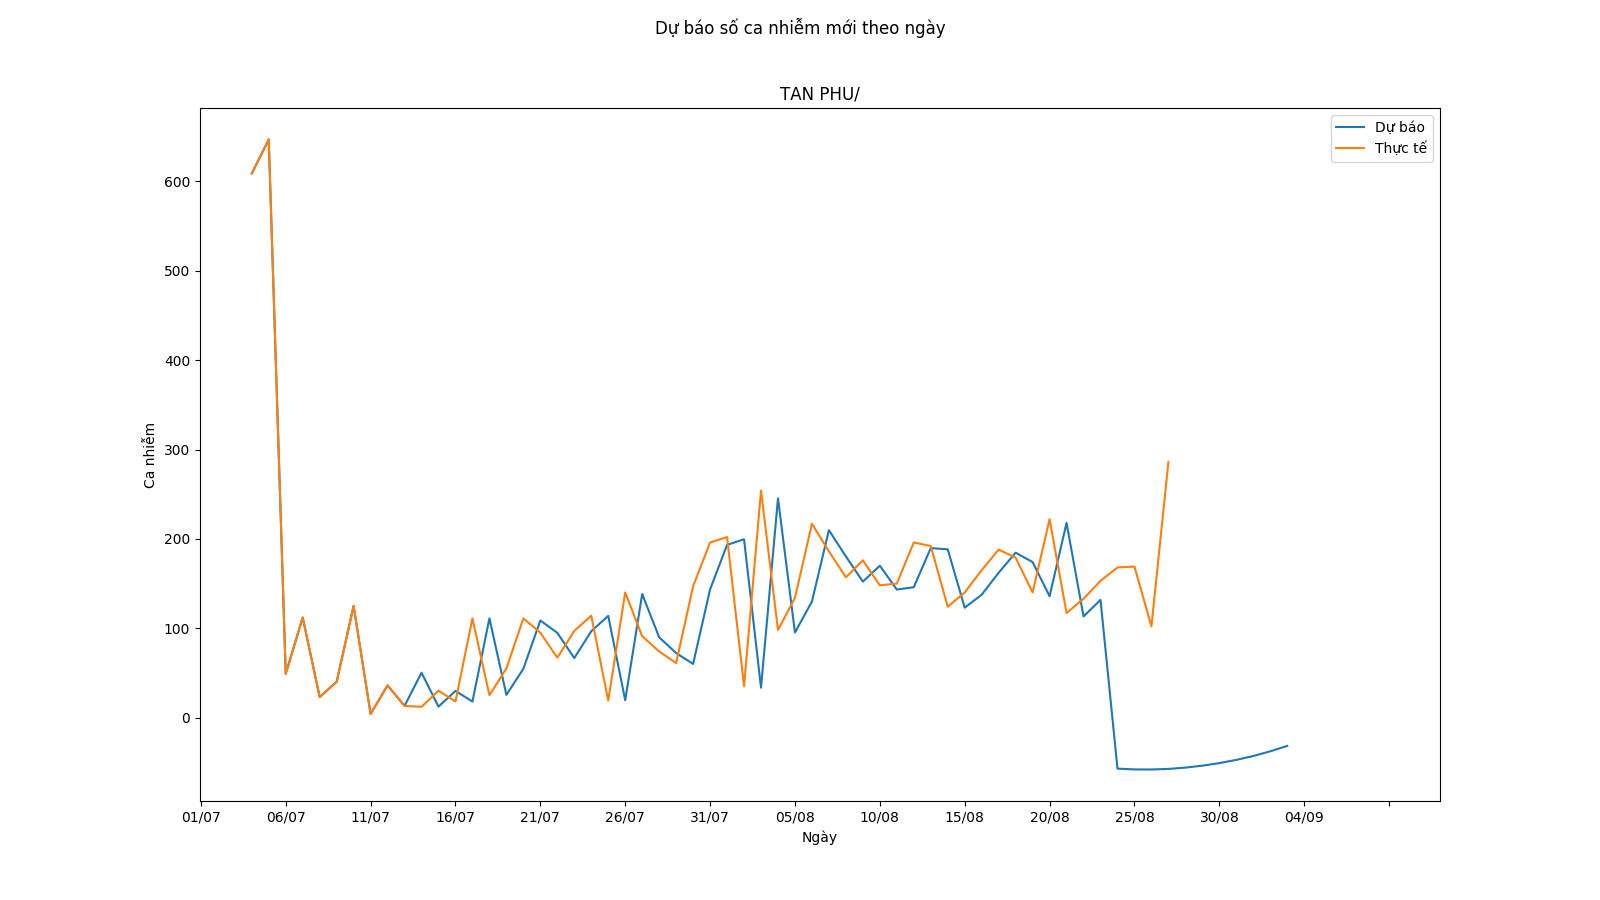 Dự báo số ca nhiễm mới theo ngày
TAN PHU/
Dự báo
Thực tế
600
500
400
300
200
100
0
Ca nhiễm
01/07 06/07 11/07 16/07 21/07 26/07 31/07 05/08 10/08 15/08 20/08 25/08 30/08 04/09
Ngày